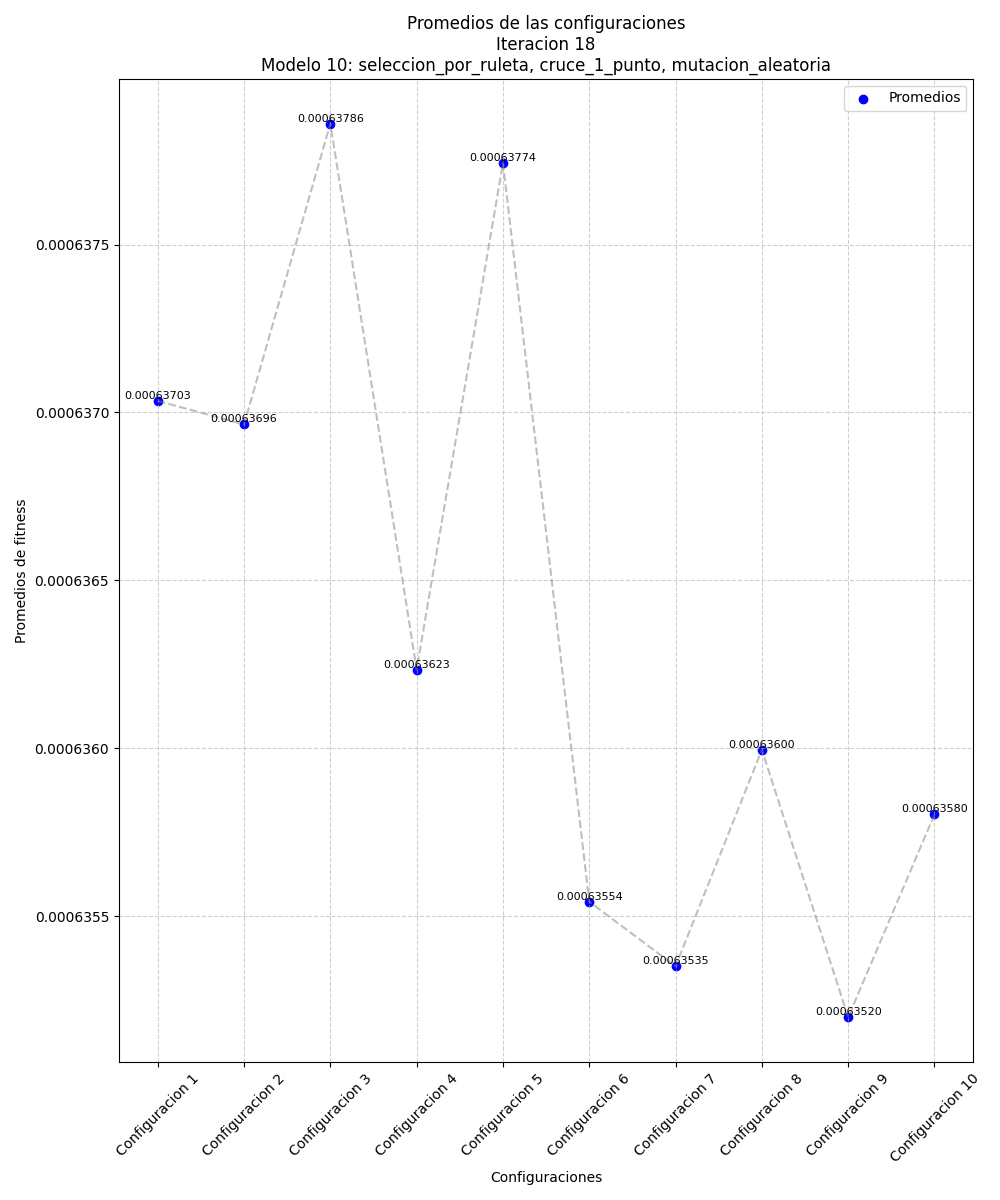 Promedios de las configuraciones
Iteracion 18
Modelo 10: seleccion_por_ruleta, cruce_1_punto, mutacion_aleatoria
Promedios
0.00063786
0.00063774
0.0006375
0.00063703
0.0006370
0.00063696
0.0006365
0.00063623
0.0006360
0.00063600
0.00063580
0.0006355
0.00063554
0.00063535
0.00063520
Promedios de fitness
Configuracion 1
Configuracion 2
Configuracion 3
Configuracion 4
Configuracion 5
Configuracion 6
Configuracion 7
Configuracion 8
Configuracion 9
Configuracion 10
Configuraciones